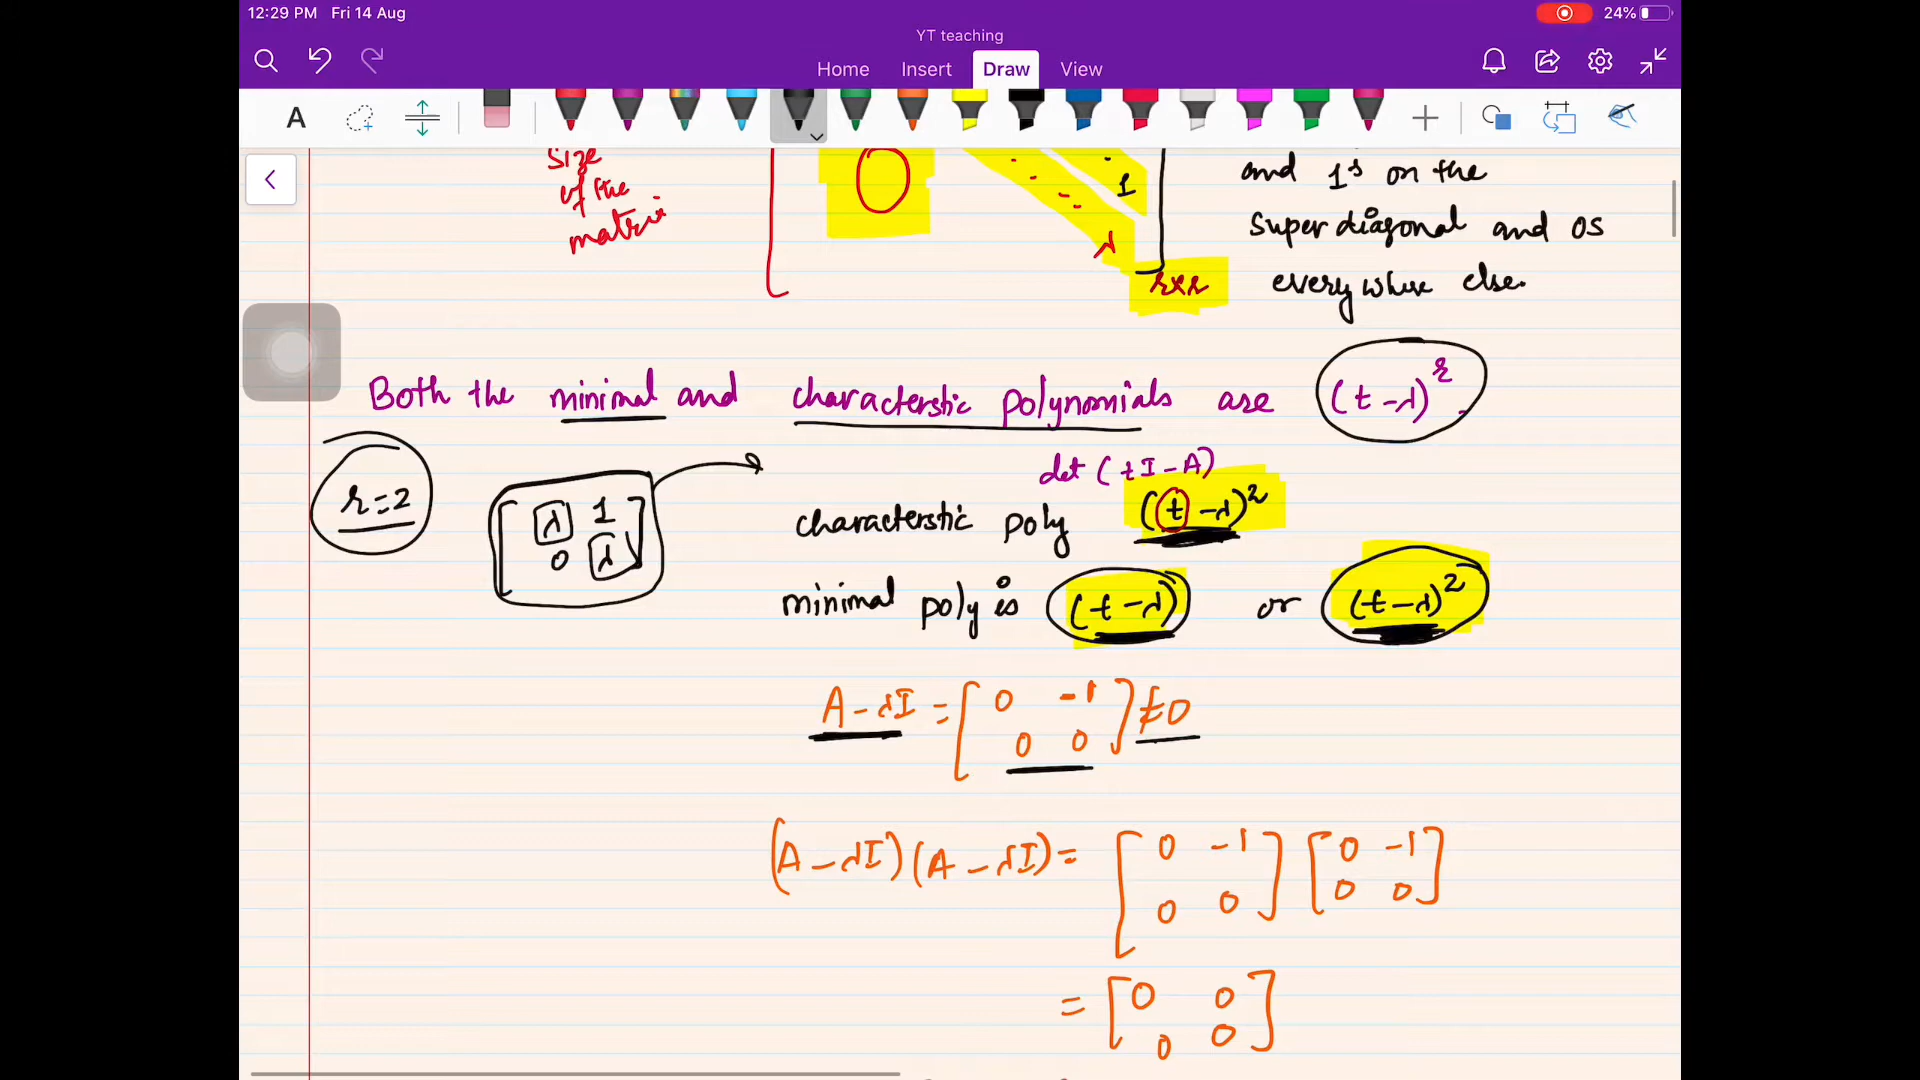 12:29 PM Fri 14 Aug
24%
YT teaching
Home Insert Draw View
A
size
of the
matrix
0
1
λ
r×r
and 1s on the
super diagonal and 0s
everywhere else.
Both the minimal and characterstic polynomials are (t-λ)^r
r=2
[λ 1
0 λ]
det(tI-A)
characterstic poly (t-λ)^2
minimal poly is (t-λ) or (t-λ)^2
A-λI = [0 -1
0 0] ≠0
(A-λI)(A-λI) = [0 -1 [0 -1
0 0] 0 0]
= [0 0
0 0]